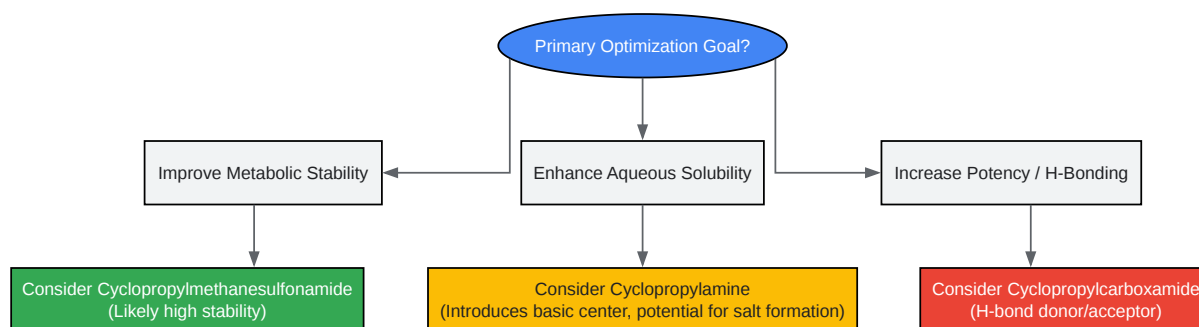 Primary Optimization Goal?
Improve Metabolic Stability
Enhance Aqueous Solubility
Increase Potency / H-Bonding
Consider Cyclopropylmethanesulfonamide
(Likely high stability)
Consider Cyclopropylamine
(Introduces basic center, potential for salt formation)
Consider Cyclopropylcarboxamide
(H-bond donor/acceptor)